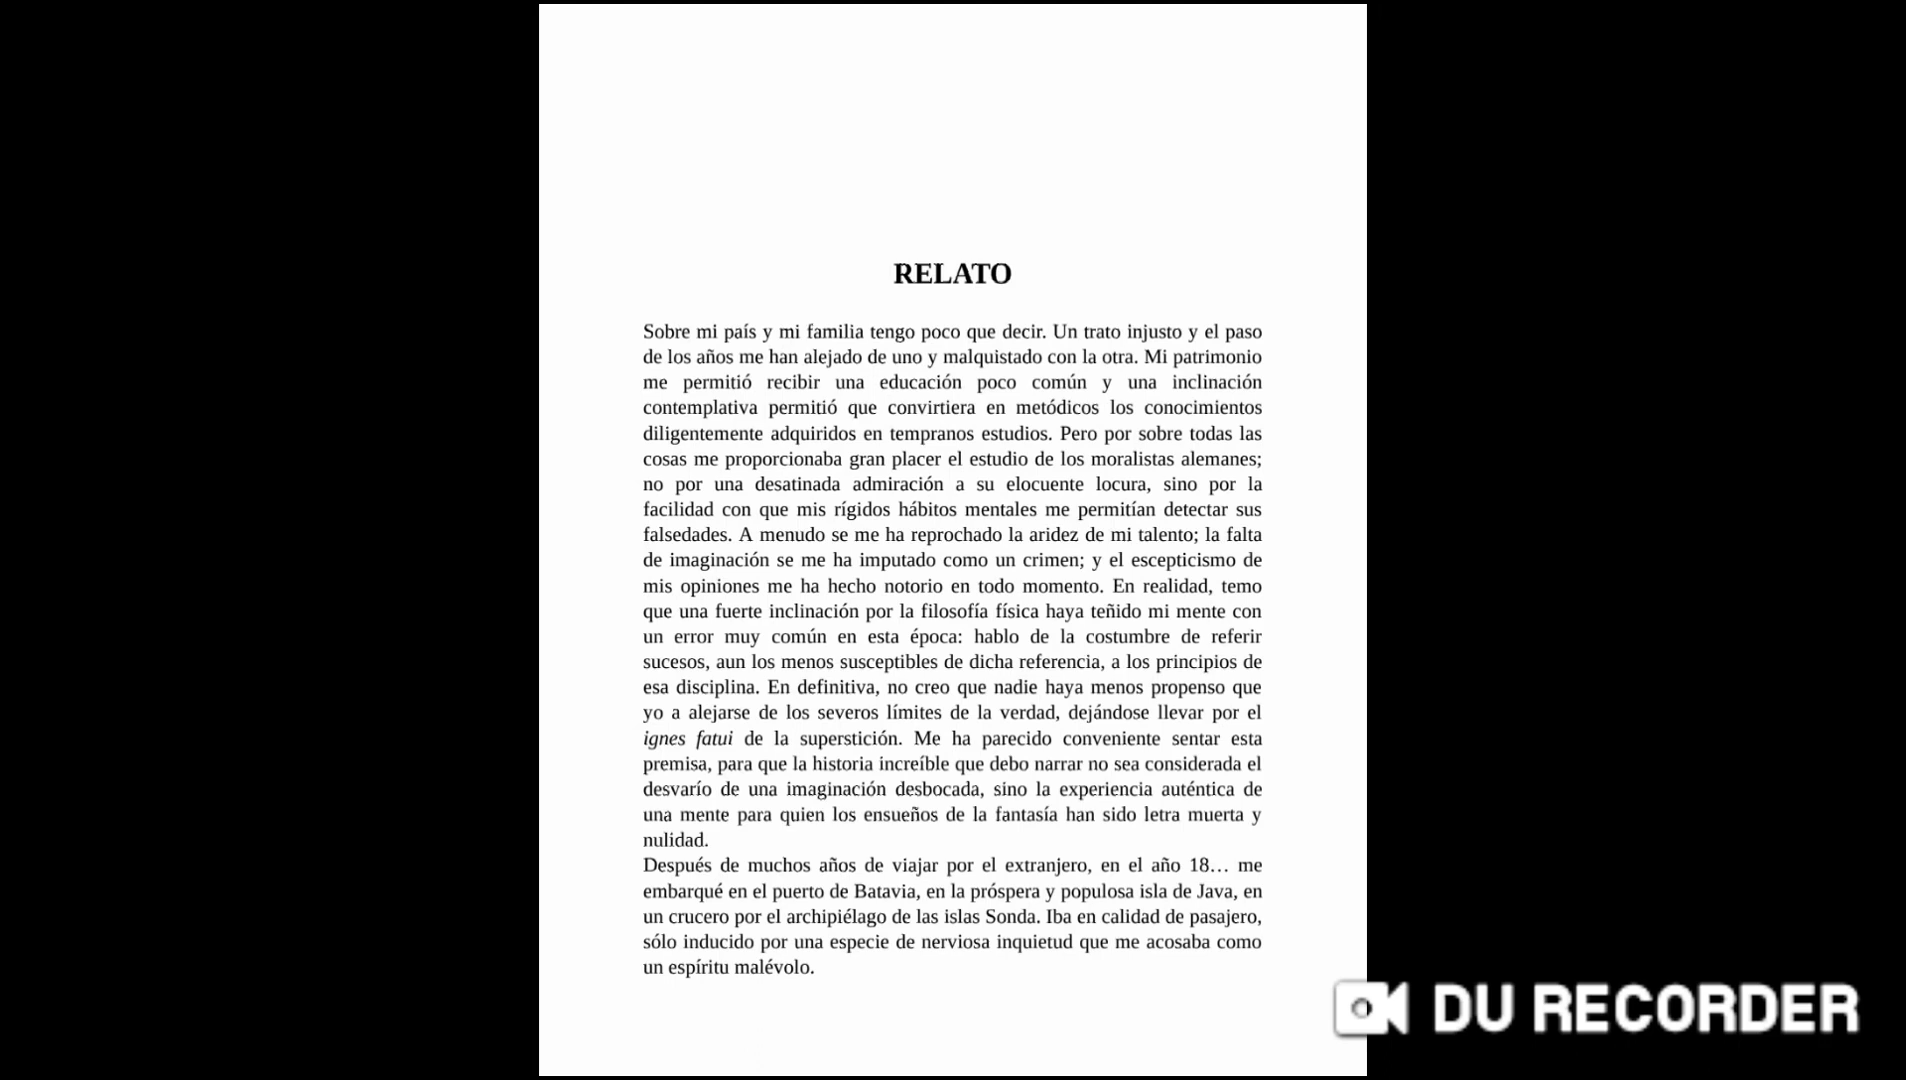 RELATO
Sobre mi país y mi familia tengo poco que decir. Un trato injusto y el paso
de los años me han alejado de uno y malquistado con la otra. Mi patrimonio
me permitió recibir una educación poco común y una inclinación
contemplativa permitió que convirtiera en metódicos los conocimientos
diligentemente adquiridos en tempranos estudios. Pero por sobre todas las
cosas me proporcionaba gran placer el estudio de los moralistas alemanes;
no por una desatinada admiración a su elocuente locura, sino por la
facilidad con que mis rígidos hábitos mentales me permitían detectar sus
falsedades. A menudo se me ha reprochado la aridez de mi talento; la falta
de imaginación se me ha imputado como un crimen; y el escepticismo de
mis opiniones me ha hecho notorio en todo momento. En realidad, temo
que una fuerte inclinación por la filosofía física haya teñido mi mente con
un error muy común en esta época: hablo de la costumbre de referir
sucesos, aun los menos susceptibles de dicha referencia, a los principios de
esa disciplina. En definitiva, no creo que nadie haya menos propenso que
yo a alejarse de los severos límites de la verdad, dejándose llevar por el
ignes fatui de la superstición. Me ha parecido conveniente sentar esta
premisa, para que la historia increíble que debo narrar no sea considerada el
desvarío de una imaginación desbocada, sino la experiencia auténtica de
una mente para quien los ensueños de la fantasía han sido letra muerta y
nulidad.
Después de muchos años de viajar por el extranjero, en el año 18… me
embarqué en el puerto de Batavia, en la próspera y populosa isla de Java, en
un crucero por el archipiélago de las islas Sonda. Iba en calidad de pasajero,
sólo inducido por una especie de nerviosa inquietud que me acosaba como
un espíritu malévolo.
DU RECORDER